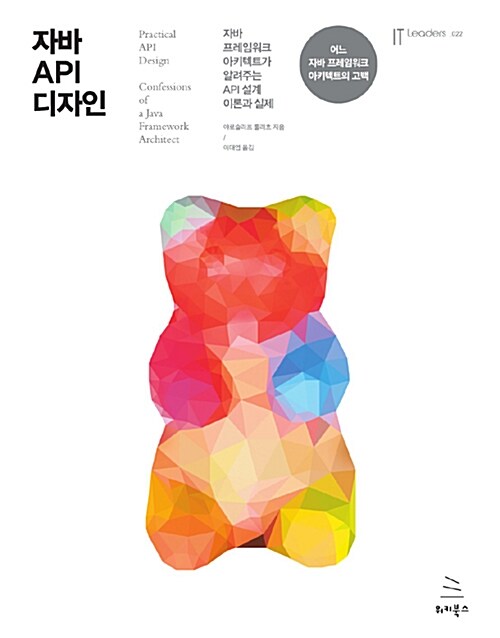 자바
API
디자인
Practical
API
Design
Confessions
of
a Java
Framework
Architect
자바
프레임워크
아키텍트가
알려주는
API 설계
이론과 실제
야로슬라프 툴라흐 지음
/
이대엽 옮김
어느
자바 프레임워크
아키텍트의 고백
IT Leaders 022
위키북스